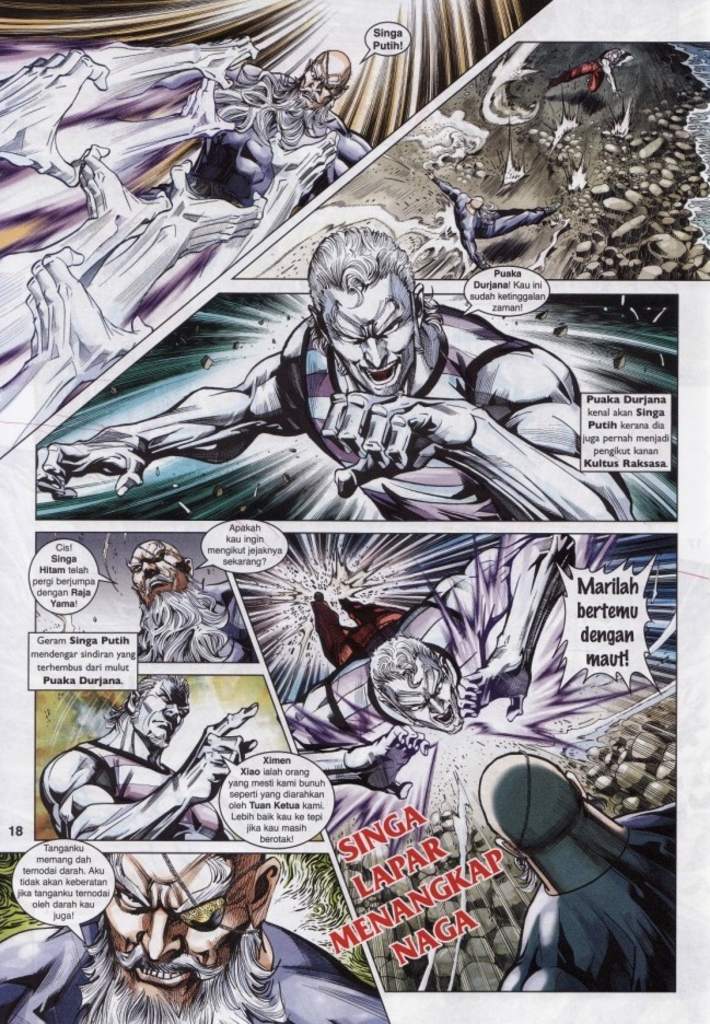 Singa
Putih!
Puaka
Durjana! Kau ini
sudah ketinggalan
zaman!
Puaka Durjana
kenal akan Singa
Putih kerana dia
juga pernah menjadi
pengikut kanan
Kultus Raksasa.
Cis!
Singa
Hitam telah
pergi berjumpa
dengan Raja
Yama!
Apakah
kau ingin
mengikut jejaknya
sekarang?
Geram Singa Putih
mendengar sindiran yang
terhembus dari mulut
Puaka Durjana.
Marilah
bertemu
dengan
maut!
Ximen
Xiao ialah orang
yang mesti kami bunuh
seperti yang diarahkan
oleh Tuan Ketua kami.
Lebih baik kau ke tepi
jika kau masih
berotak!
SINGA
LAPAR
MENANGKAP
NAGA
18
Tanganku
memang dah
ternodai darah. Aku
tidak akan keberatan
jika tanganku ternodai
oleh darah kau
juga!